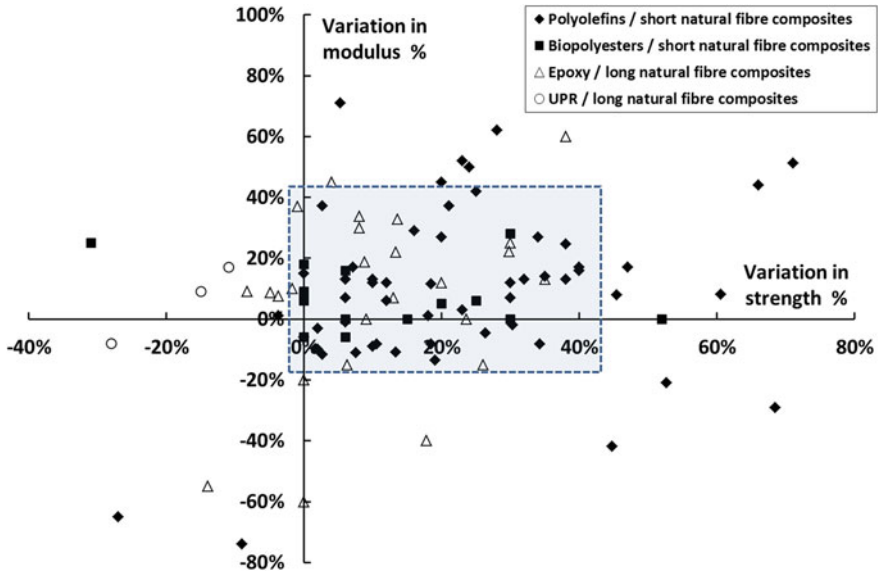 100%
Variation in
modulus %
◆ Polyolefins / short natural fibre composites
■ Biopolyesters / short natural fibre composites
△ Epoxy / long natural fibre composites
○ UPR / long natural fibre composites
80%
60%
40%
20%
Variation in
strength %
0%
-40%
-20%
0%
20%
40%
60%
80%
-20%
-40%
-60%
-80%